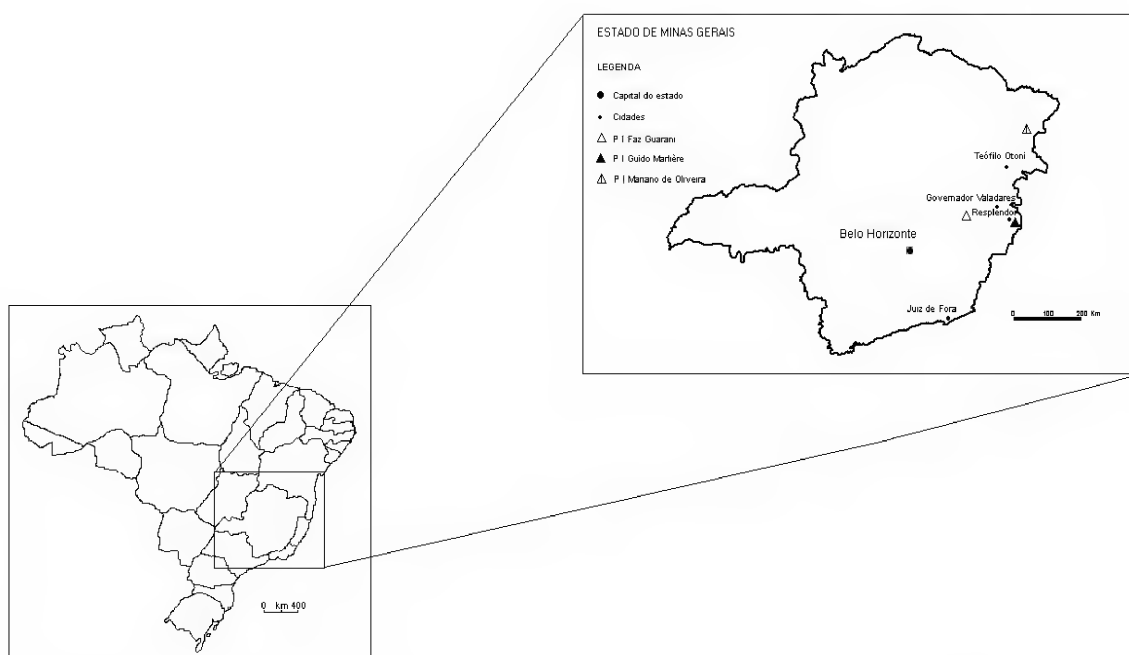 ESTADO DE MINAS GERAIS
LEGENDA
Capital do estado
Cidades
P I Faz Guarani
P I Guido Marlière
P I Mariano de Oliveira
Teófilo Otoni
Governador Valadares
Resplendor
Belo Horizonte
Juiz de Fora
0 100 200 Km
0 km 400